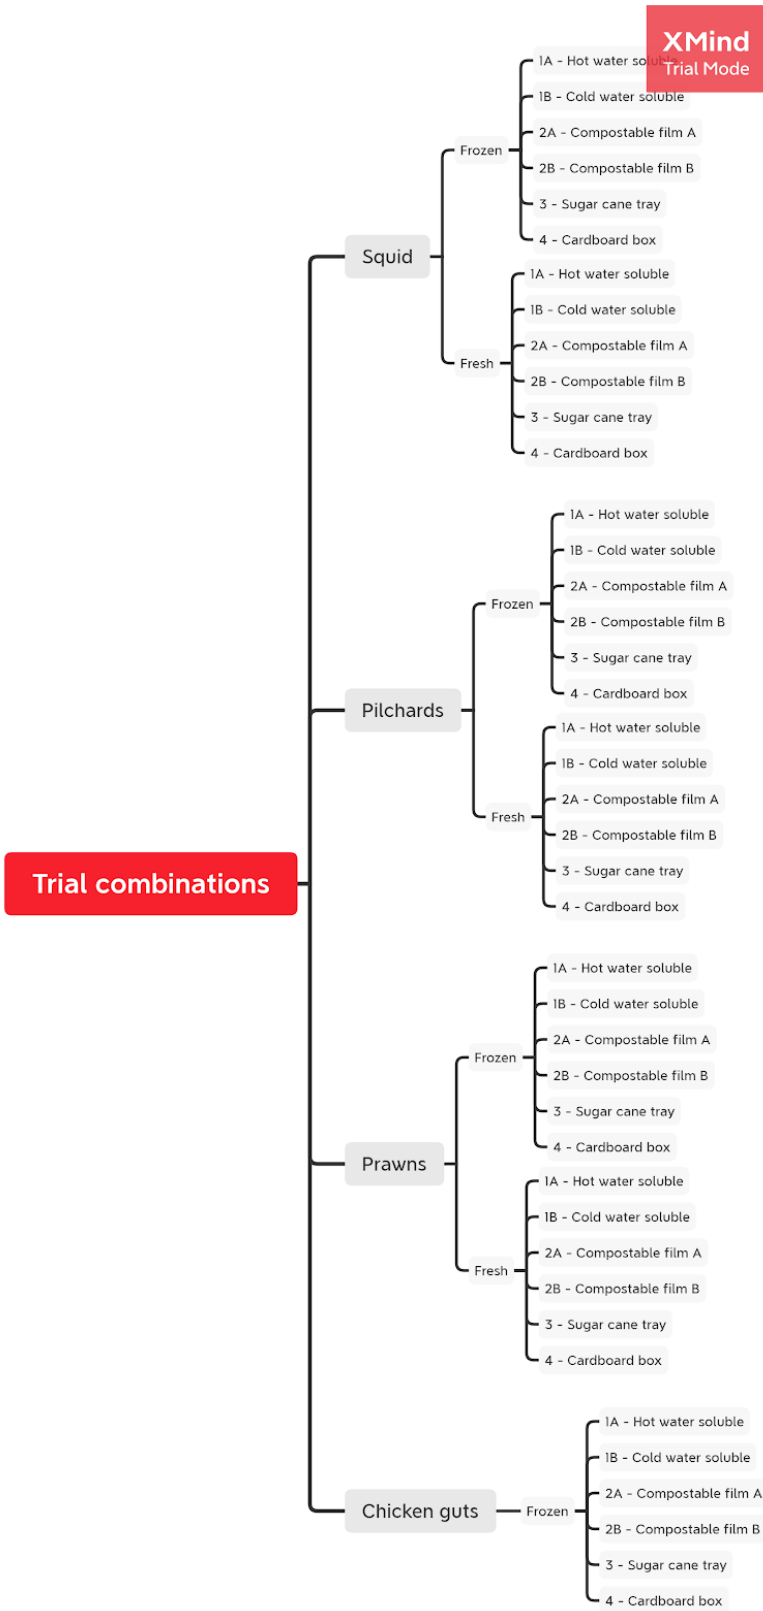 XMind
Trial Mode
1A - Hot water soluble
1B - Cold water soluble
2A - Compostable film A
Frozen
2B - Compostable film B
3 - Sugar cane tray
4 - Cardboard box
Squid
1A - Hot water soluble
1B - Cold water soluble
2A - Compostable film A
Fresh
2B - Compostable film B
3 - Sugar cane tray
4 - Cardboard box
1A - Hot water soluble
1B - Cold water soluble
2A - Compostable film A
Frozen
2B - Compostable film B
3 - Sugar cane tray
4 - Cardboard box
Pilchards
1A - Hot water soluble
1B - Cold water soluble
2A - Compostable film A
Fresh
2B - Compostable film B
3 - Sugar cane tray
4 - Cardboard box
Trial combinations
1A - Hot water soluble
1B - Cold water soluble
2A - Compostable film A
Frozen
2B - Compostable film B
3 - Sugar cane tray
4 - Cardboard box
Prawns
1A - Hot water soluble
1B - Cold water soluble
2A - Compostable film A
Fresh
2B - Compostable film B
3 - Sugar cane tray
4 - Cardboard box
1A - Hot water soluble
1B - Cold water soluble
2A - Compostable film A
Chicken guts
Frozen
2B - Compostable film B
3 - Sugar cane tray
4 - Cardboard box